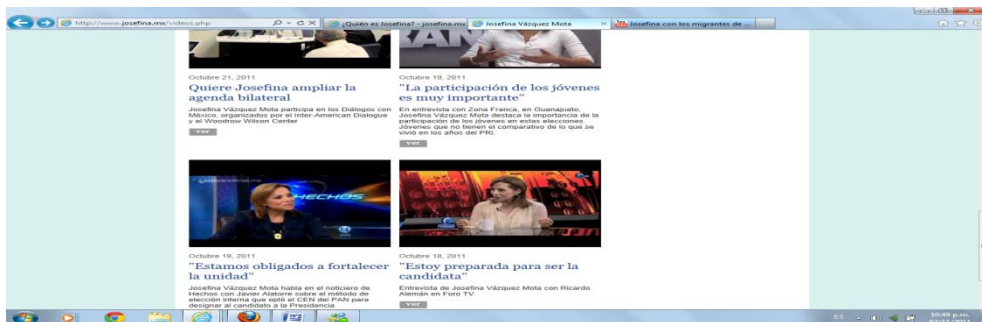 http://www.josefina.mx/videos.php
¿Quién es Josefina? - josefina.mx
Josefina Vázquez Mota
Josefina con los migrantes de ...
Octubre 21, 2011
Quiere Josefina ampliar la
agenda bilateral
Josefina Vázquez Mota participa en los Diálogos con
México, organizados por el Inter-American Dialogue
y el Woodrow Wilson Center
ver
Octubre 19, 2011
"La participación de los jóvenes
es muy importante"
En entrevista con Zona Franca, en Guanajuato,
Josefina Vázquez Mota destaca la importancia de la
participación de los jóvenes en estas elecciones.
Jóvenes que no tienen el comparativo de lo que se
vivió en los años del PRI.
ver
HECHOS
Octubre 19, 2011
"Estamos obligados a fortalecer
la unidad"
Josefina Vázquez Mota habla en el noticiero de
Hechos con Javier Alatorre sobre el método de
elección interna que optó el CEN del PAN para
designar al candidato a la Presidencia
Octubre 18, 2011
"Estoy preparada para ser la
candidata"
Entrevista de Josefina Vázquez Mota con Ricardo
Alemán en Foro TV
ver
ES
10:49 p.m.